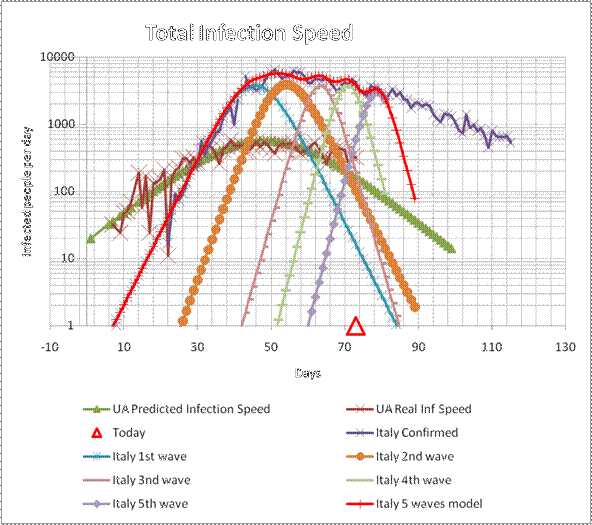 Total Infection Speed
10000
1000
100
10
1
Infected people per day
-10 10 30 50 70 90 110 130
Days
UA Predicted Infection Speed UA Real Inf Speed
Today Italy Confirmed
Italy 1st wave Italy 2nd wave
Italy 3nd wave Italy 4th wave
Italy 5th wave Italy 5 waves model